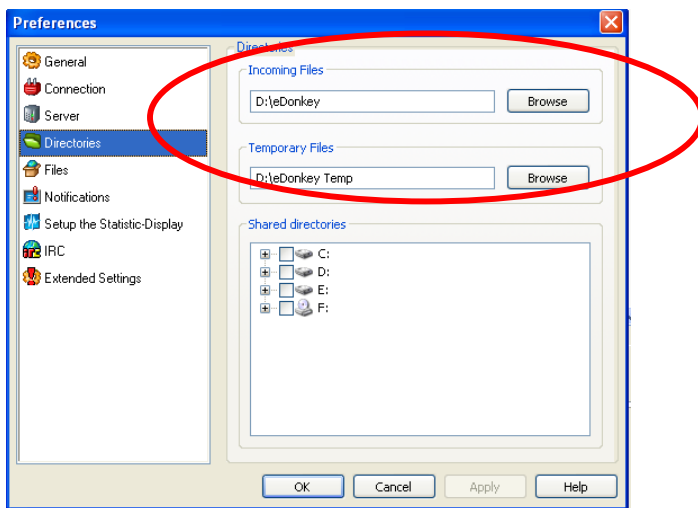 Preferences
General
Connection
Server
Directories
Files
Notifications
Setup the Statistic-Display
IRC
Extended Settings
Directories
Incoming Files
D:\eDonkey
Browse
Temporary Files
D:\eDonkey Temp
Browse
Shared directories
C:
D:
E:
F:
OK
Cancel
Apply
Help